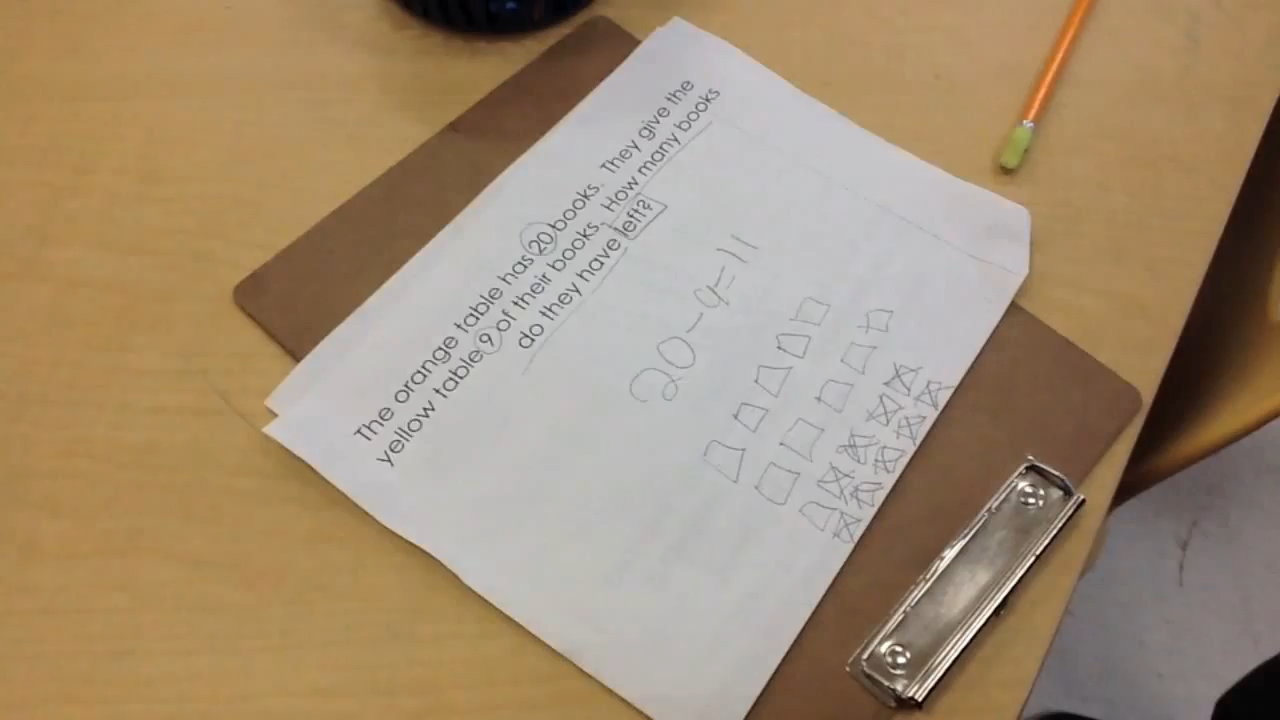 The orange table has 20 books. They give the
yellow table 9 of their books. How many books
do they have left?
20-9=11